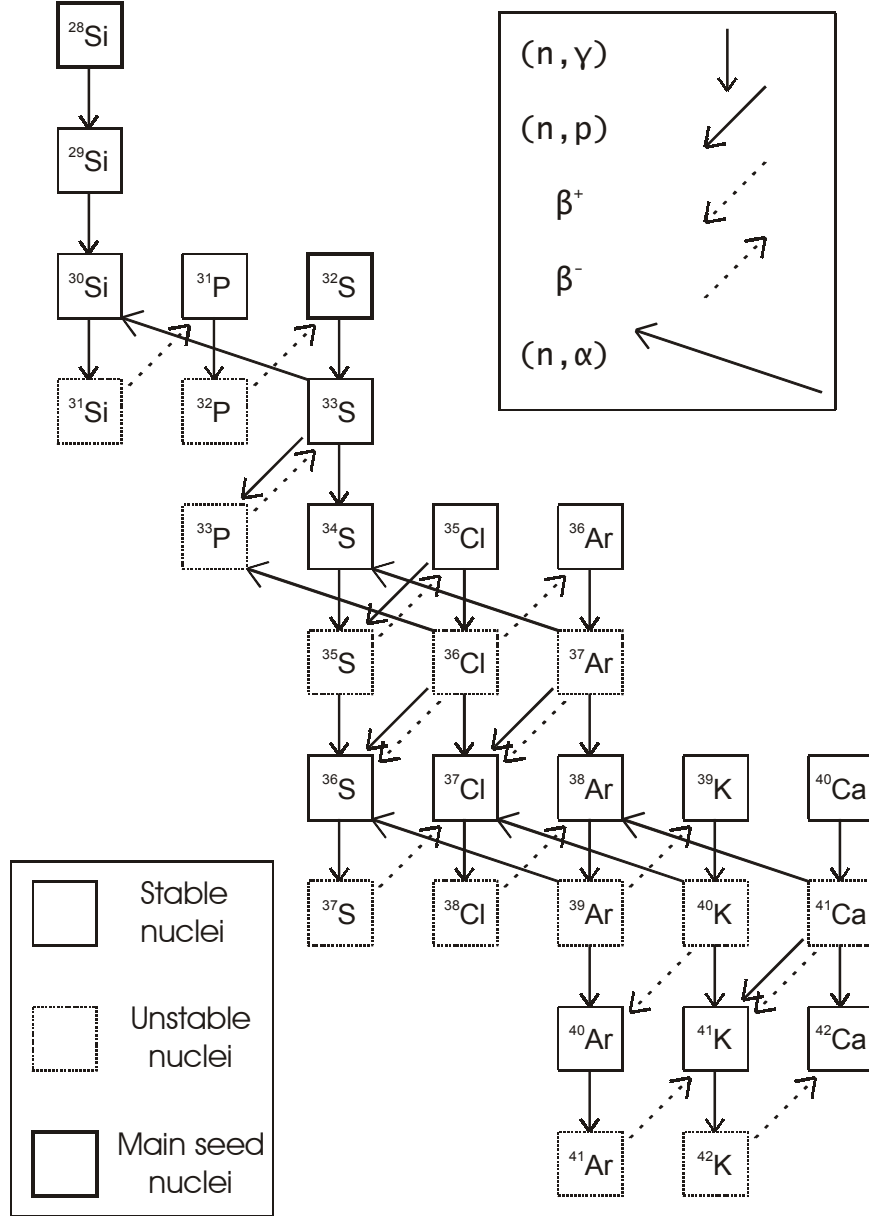 ²⁸Si
(n,γ)
(n,p)
²⁹Si
β⁺
³⁰Si ³¹P ³²S
β⁻
(n,α)
³¹Si ³²P ³³S
³³P ³⁴S ³⁵Cl ³⁶Ar
³⁵S ³⁶Cl ³⁷Ar
³⁶S ³⁷Cl ³⁸Ar ³⁹K ⁴⁰Ca
³⁷S ³⁸Cl ³⁹Ar ⁴⁰K ⁴¹Ca
Stable
nuclei
⁴⁰Ar ⁴¹K ⁴²Ca
Unstable
nuclei
⁴¹Ar ⁴²K
Main seed
nuclei